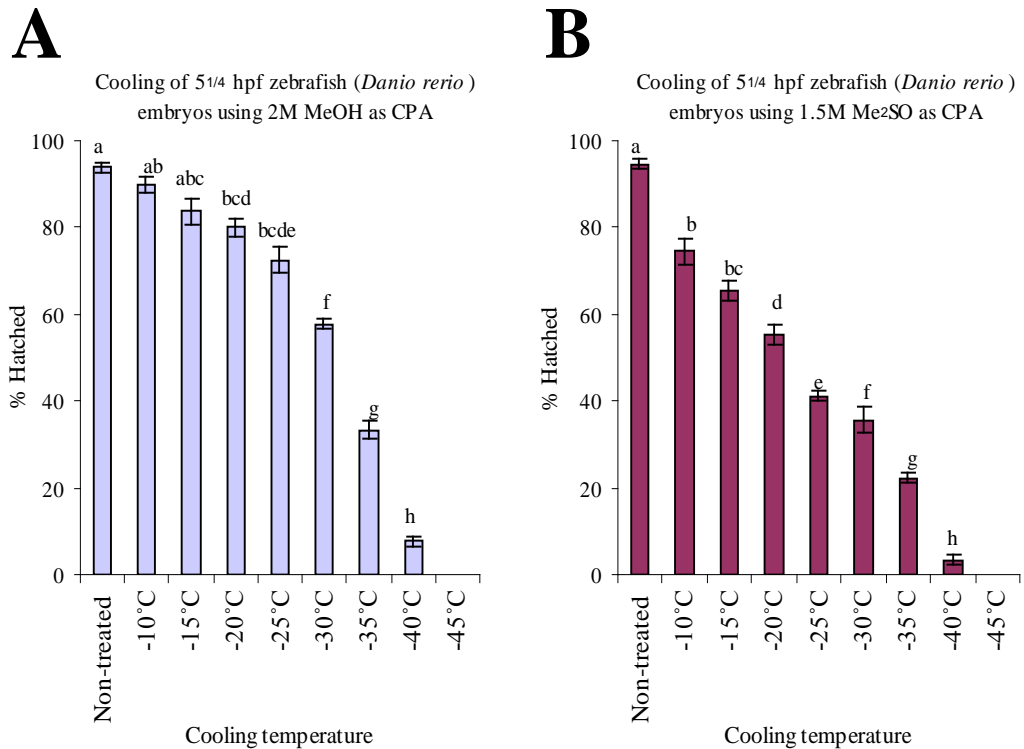 A
Cooling of 51/4 hpf zebrafish (Danio rerio )
embryos using 2M MeOH as CPA
100
80
60
40
20
0
% Hatched
a
ab
abc
bcd
bcde
f
g
h
Non-treated
-10˚C
-15˚C
-20˚C
-25˚C
-30˚C
-35˚C
-40˚C
-45˚C
Cooling temperature
B
Cooling of 51/4 hpf zebrafish (Danio rerio )
embryos using 1.5M Me2SO as CPA
100
80
60
40
20
0
% Hatched
a
b
bc
d
e
f
g
h
Non-treated
-10˚C
-15˚C
-20˚C
-25˚C
-30˚C
-35˚C
-40˚C
-45˚C
Cooling temperature